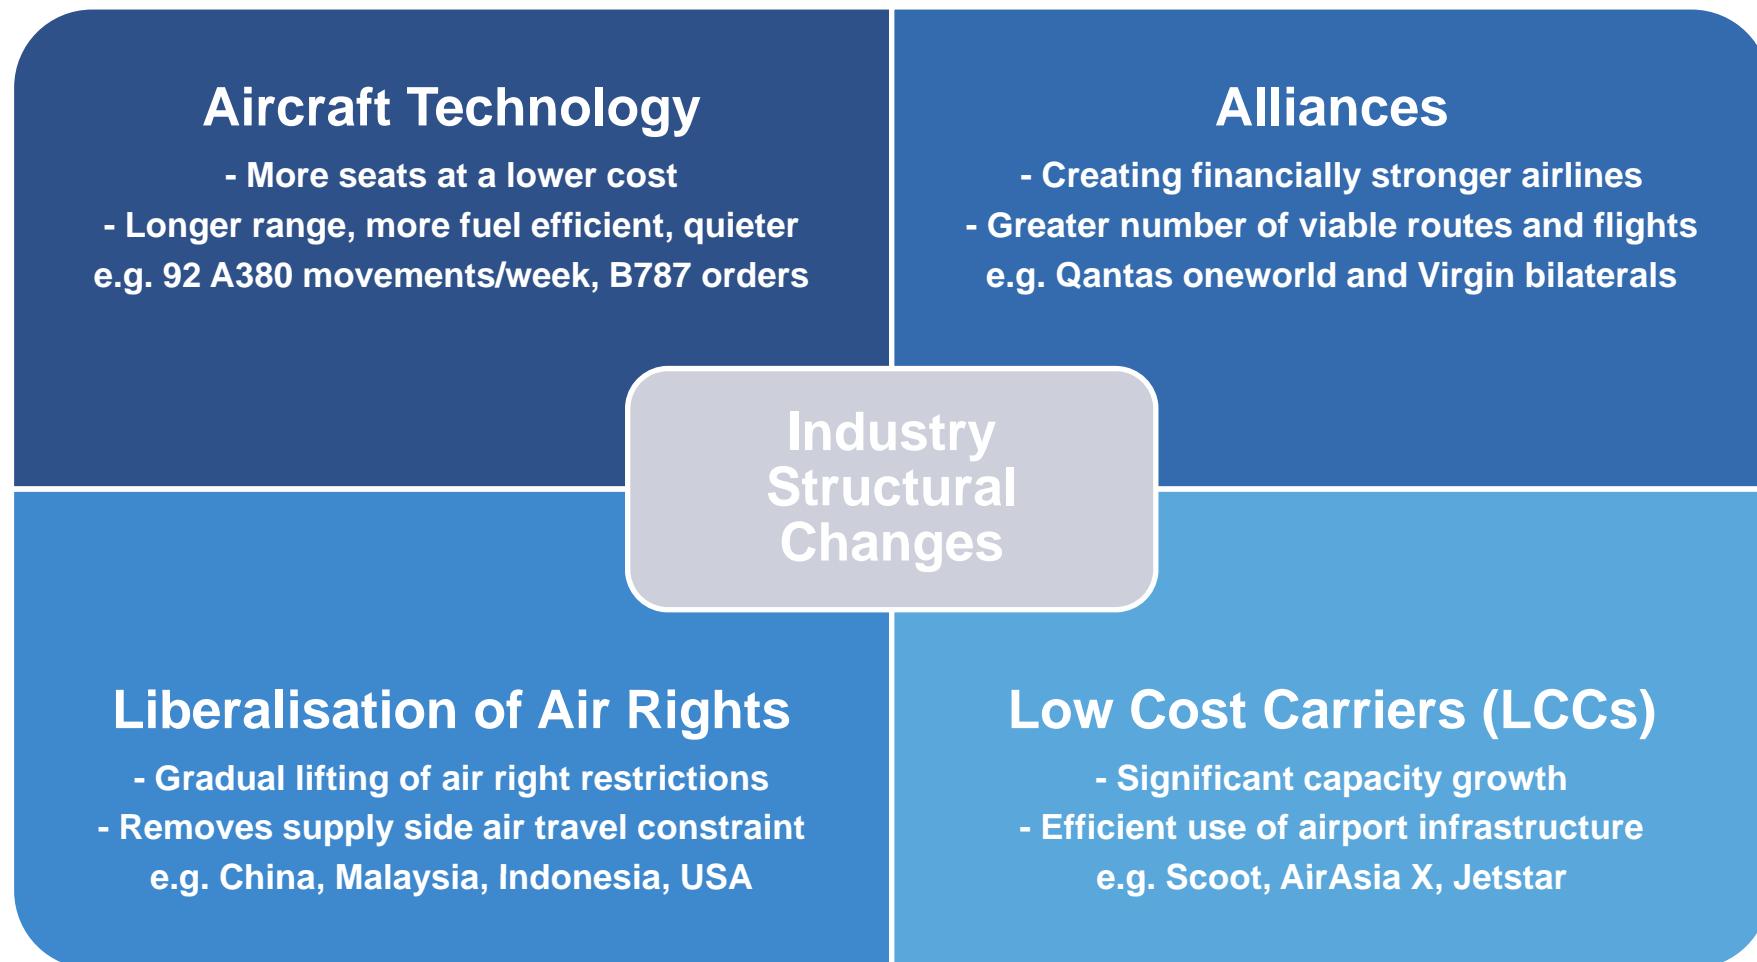 Aircraft Technology
- More seats at a lower cost
- Longer range, more fuel efficient, quieter
e.g. 92 A380 movements/week, B787 orders
Alliances
- Creating financially stronger airlines
- Greater number of viable routes and flights
e.g. Qantas oneworld and Virgin bilaterals
Industry
Structural
Changes
Liberalisation of Air Rights
- Gradual lifting of air right restrictions
- Removes supply side air travel constraint
e.g. China, Malaysia, Indonesia, USA
Low Cost Carriers (LCCs)
- Significant capacity growth
- Efficient use of airport infrastructure
e.g. Scoot, AirAsia X, Jetstar